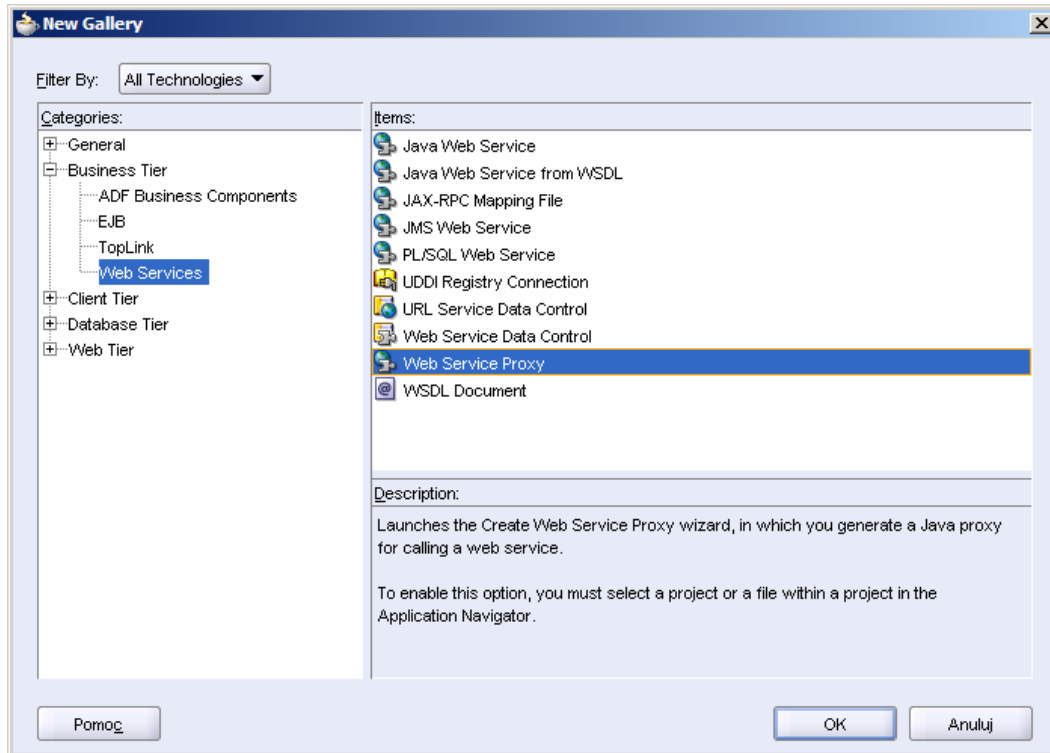 New Gallery
Filter By: All Technologies
Categories:
General
Business Tier
ADF Business Components
EJB
TopLink
Web Services
Client Tier
Database Tier
Web Tier
Items:
Java Web Service
Java Web Service from WSDL
JAX-RPC Mapping File
JMS Web Service
PL/SQL Web Service
UDDI Registry Connection
URL Service Data Control
Web Service Data Control
Web Service Proxy
WSDL Document
Description:
Launches the Create Web Service Proxy wizard, in which you generate a Java proxy
for calling a web service.
To enable this option, you must select a project or a file within a project in the
Application Navigator.
Pomoc OK Anuluj